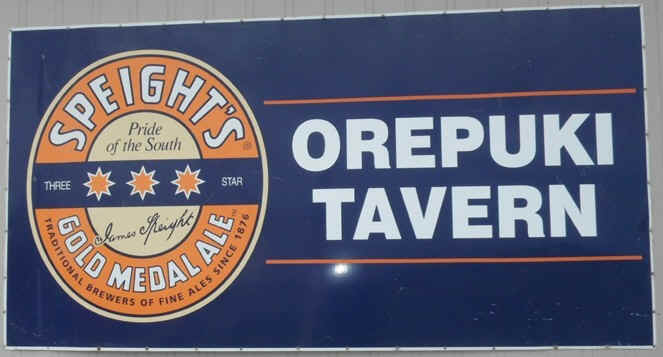 SPEIGHT'S ®
Pride
of the South
THREE STAR
James Speight
GOLD MEDAL ALE ™
TRADITIONAL BREWERS OF FINE ALES SINCE 1876
OREPUKI
TAVERN